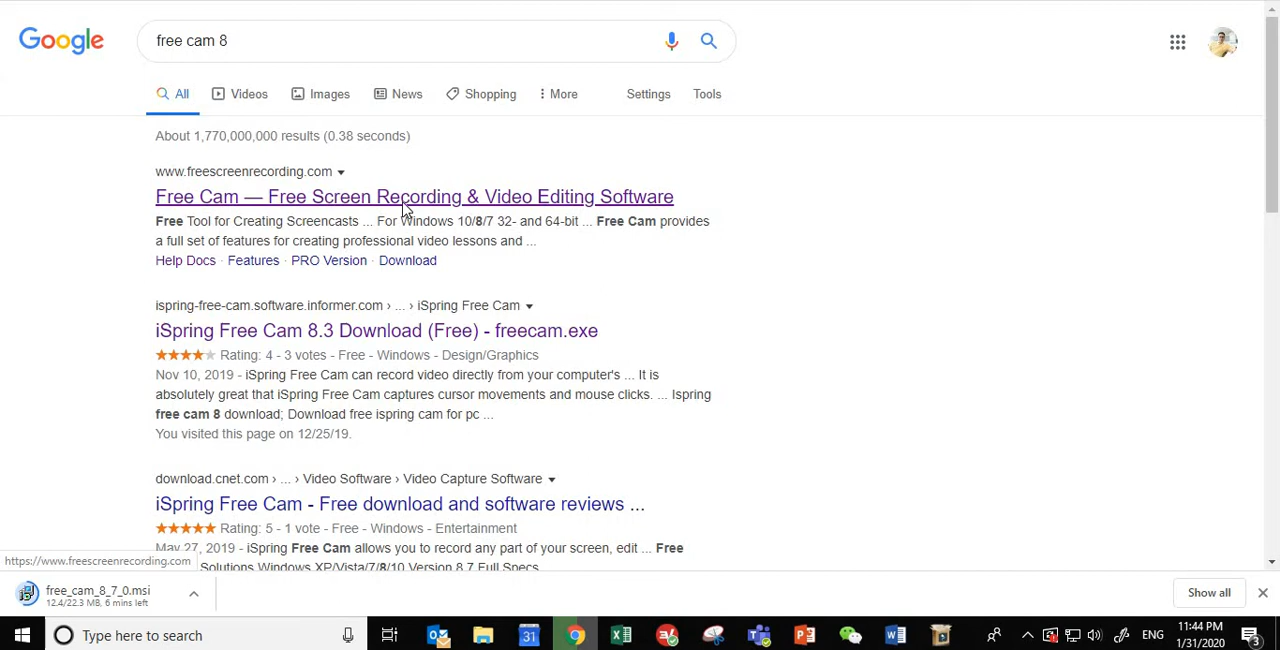 Google
free cam 8
All Videos Images News Shopping More Settings Tools
About 1,770,000,000 results (0.38 seconds)
www.freescreenrecording.com
Free Cam — Free Screen Recording & Video Editing Software
Free Tool for Creating Screencasts ... For Windows 10/8/7 32- and 64-bit ... Free Cam provides
a full set of features for creating professional video lessons and ...
Help Docs · Features · PRO Version · Download
ispring-free-cam.software.informer.com › ... › iSpring Free Cam
iSpring Free Cam 8.3 Download (Free) - freecam.exe
Rating: 4 - 3 votes - Free - Windows - Design/Graphics
Nov 10, 2019 - iSpring Free Cam can record video directly from your computer's ... It is
absolutely great that iSpring Free Cam captures cursor movements and mouse clicks. ... Ispring
free cam 8 download; Download free ispring cam for pc ...
You visited this page on 12/25/19.
download.cnet.com › ... › Video Software › Video Capture Software
iSpring Free Cam - Free download and software reviews ...
Rating: 5 - 1 vote - Free - Windows - Entertainment
May 27, 2019 - iSpring Free Cam allows you to record any part of your screen, edit ... Free
https://www.freescreenrecording.com
Solutions Windows XP/Vista/7/8/10 Version 8.7 Full Specs
free_cam_8_7_0.msi
12.4/22.3 MB, 6 mins left
Show all
Type here to search
31
ENG
11:44 PM
1/31/2020
3